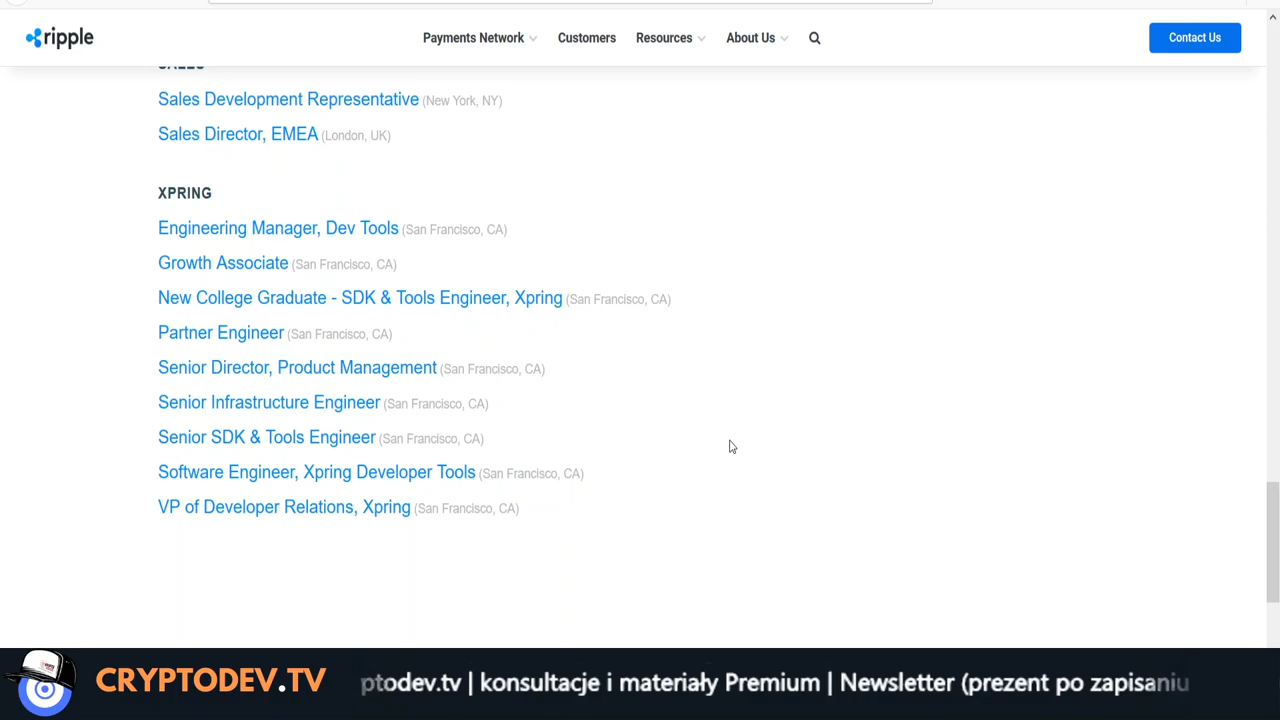 ripple
Payments Network
Customers
Resources
About Us
Contact Us
SALES
Sales Development Representative (New York, NY)
Sales Director, EMEA (London, UK)
XPRING
Engineering Manager, Dev Tools (San Francisco, CA)
Growth Associate (San Francisco, CA)
New College Graduate - SDK & Tools Engineer, Xpring (San Francisco, CA)
Partner Engineer (San Francisco, CA)
Senior Director, Product Management (San Francisco, CA)
Senior Infrastructure Engineer (San Francisco, CA)
Senior SDK & Tools Engineer (San Francisco, CA)
Software Engineer, Xpring Developer Tools (San Francisco, CA)
VP of Developer Relations, Xpring (San Francisco, CA)
CRYPTODEV.TV
ptodev.tv | konsultacje i materiały Premium | Newsletter (prezent po zapisaniu